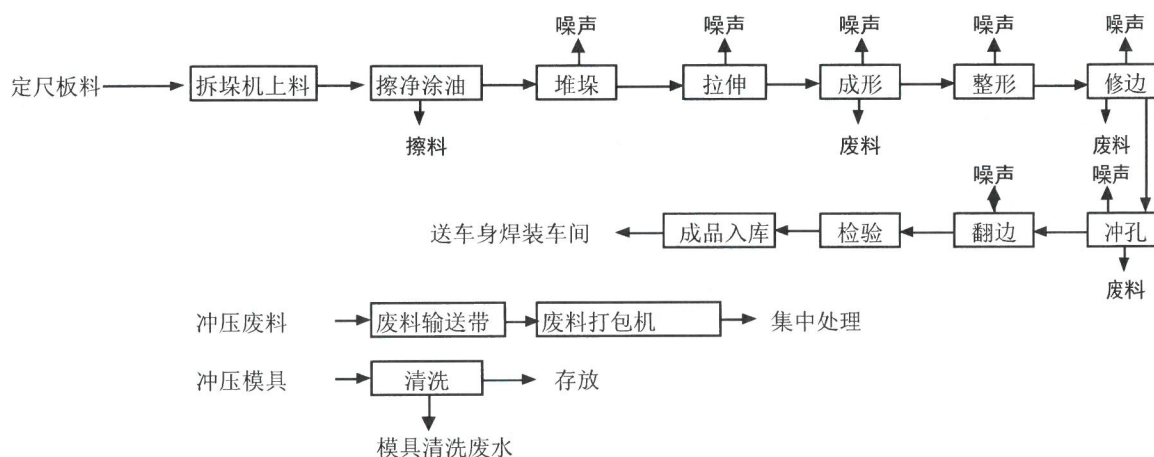 噪声 噪声 噪声 噪声 噪声
定尺板料 拆垛机上料 擦净涂油 堆垛 拉伸 成形 整形 修边
擦料 废料 废料
噪声 噪声
送车身焊装车间 成品入库 检验 翻边 冲孔
废料
冲压废料 废料输送带 废料打包机 集中处理
冲压模具 清洗 存放
模具清洗废水